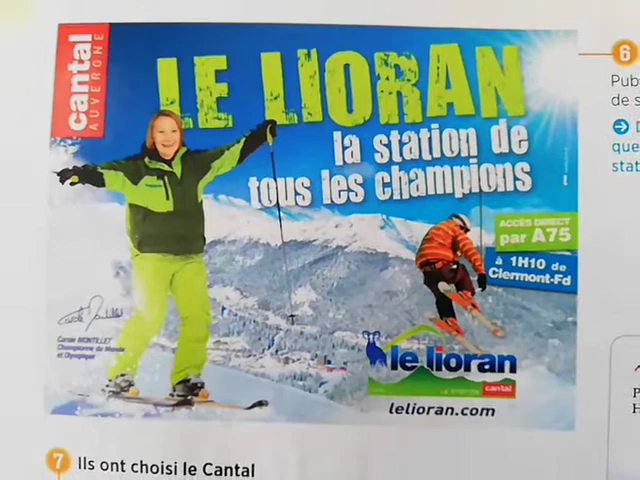 cantal
AUVERGNE
LE LIORAN
la station de
tous les champions
ACCÈS DIRECT
par A75
à 1H10 de
Clermont-Fd
Carole MONTILLET
Championne du Monde
et Olympique
le lioran
cantal
lelioran.com
6
Pub
de s
que
stat
7 Ils ont choisi le Cantal
P
H